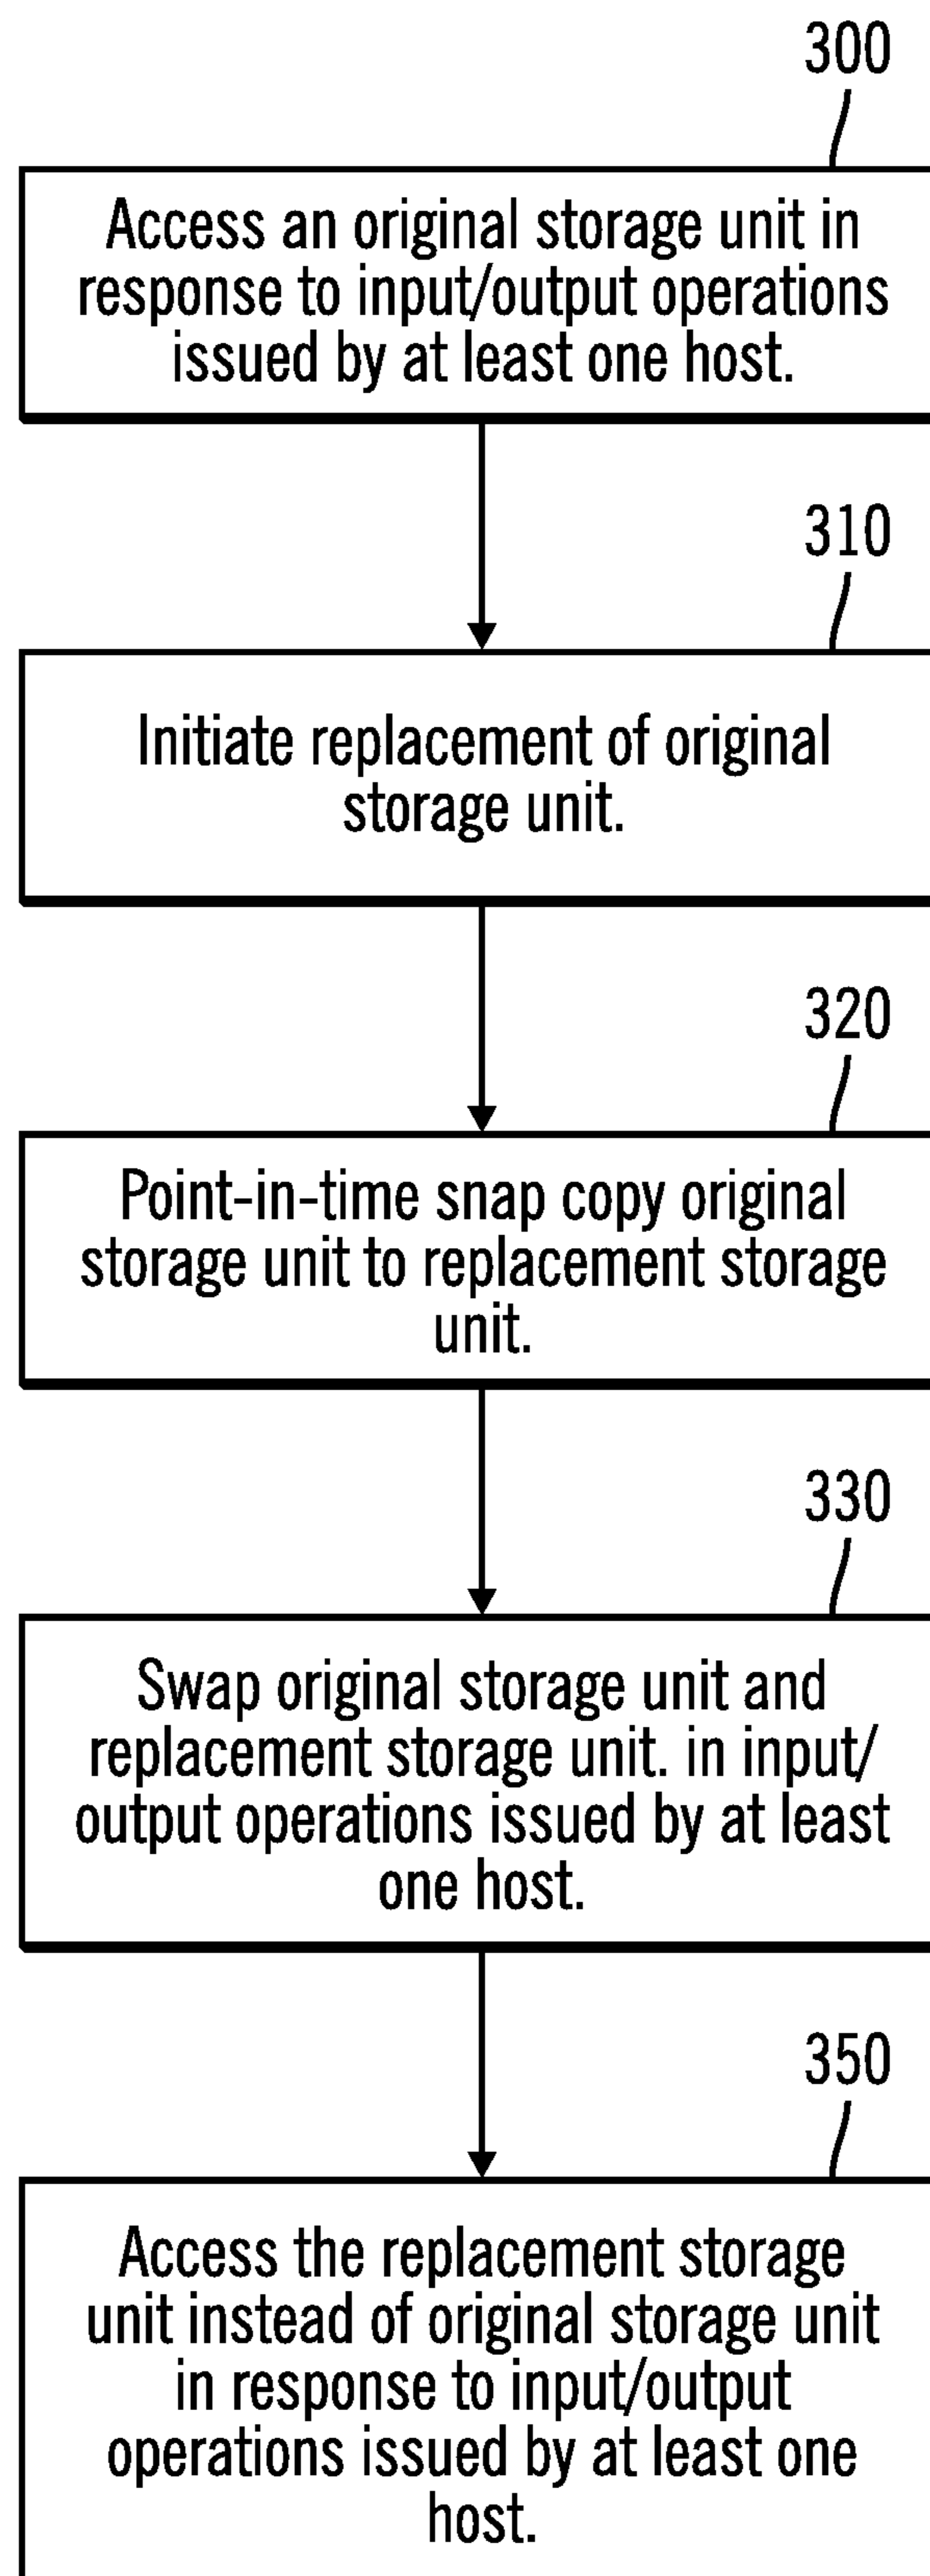 300
Access an original storage unit in
response to input/output operations
issued by at least one host.
310
Initiate replacement of original
storage unit.
320
Point-in-time snap copy original
storage unit to replacement storage
unit.
330
Swap original storage unit and
replacement storage unit. in input/
output operations issued by at least
one host.
350
Access the replacement storage
unit instead of original storage unit
in response to input/output
operations issued by at least one
host.